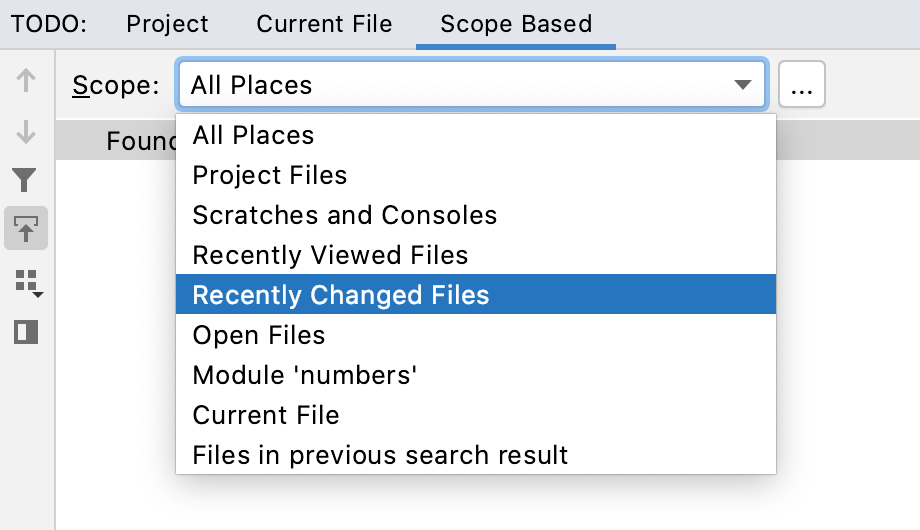 TODO: Project Current File Scope Based
Scope: All Places ...
All Places
Project Files
Scratches and Consoles
Recently Viewed Files
Recently Changed Files
Open Files
Module 'numbers'
Current File
Files in previous search result